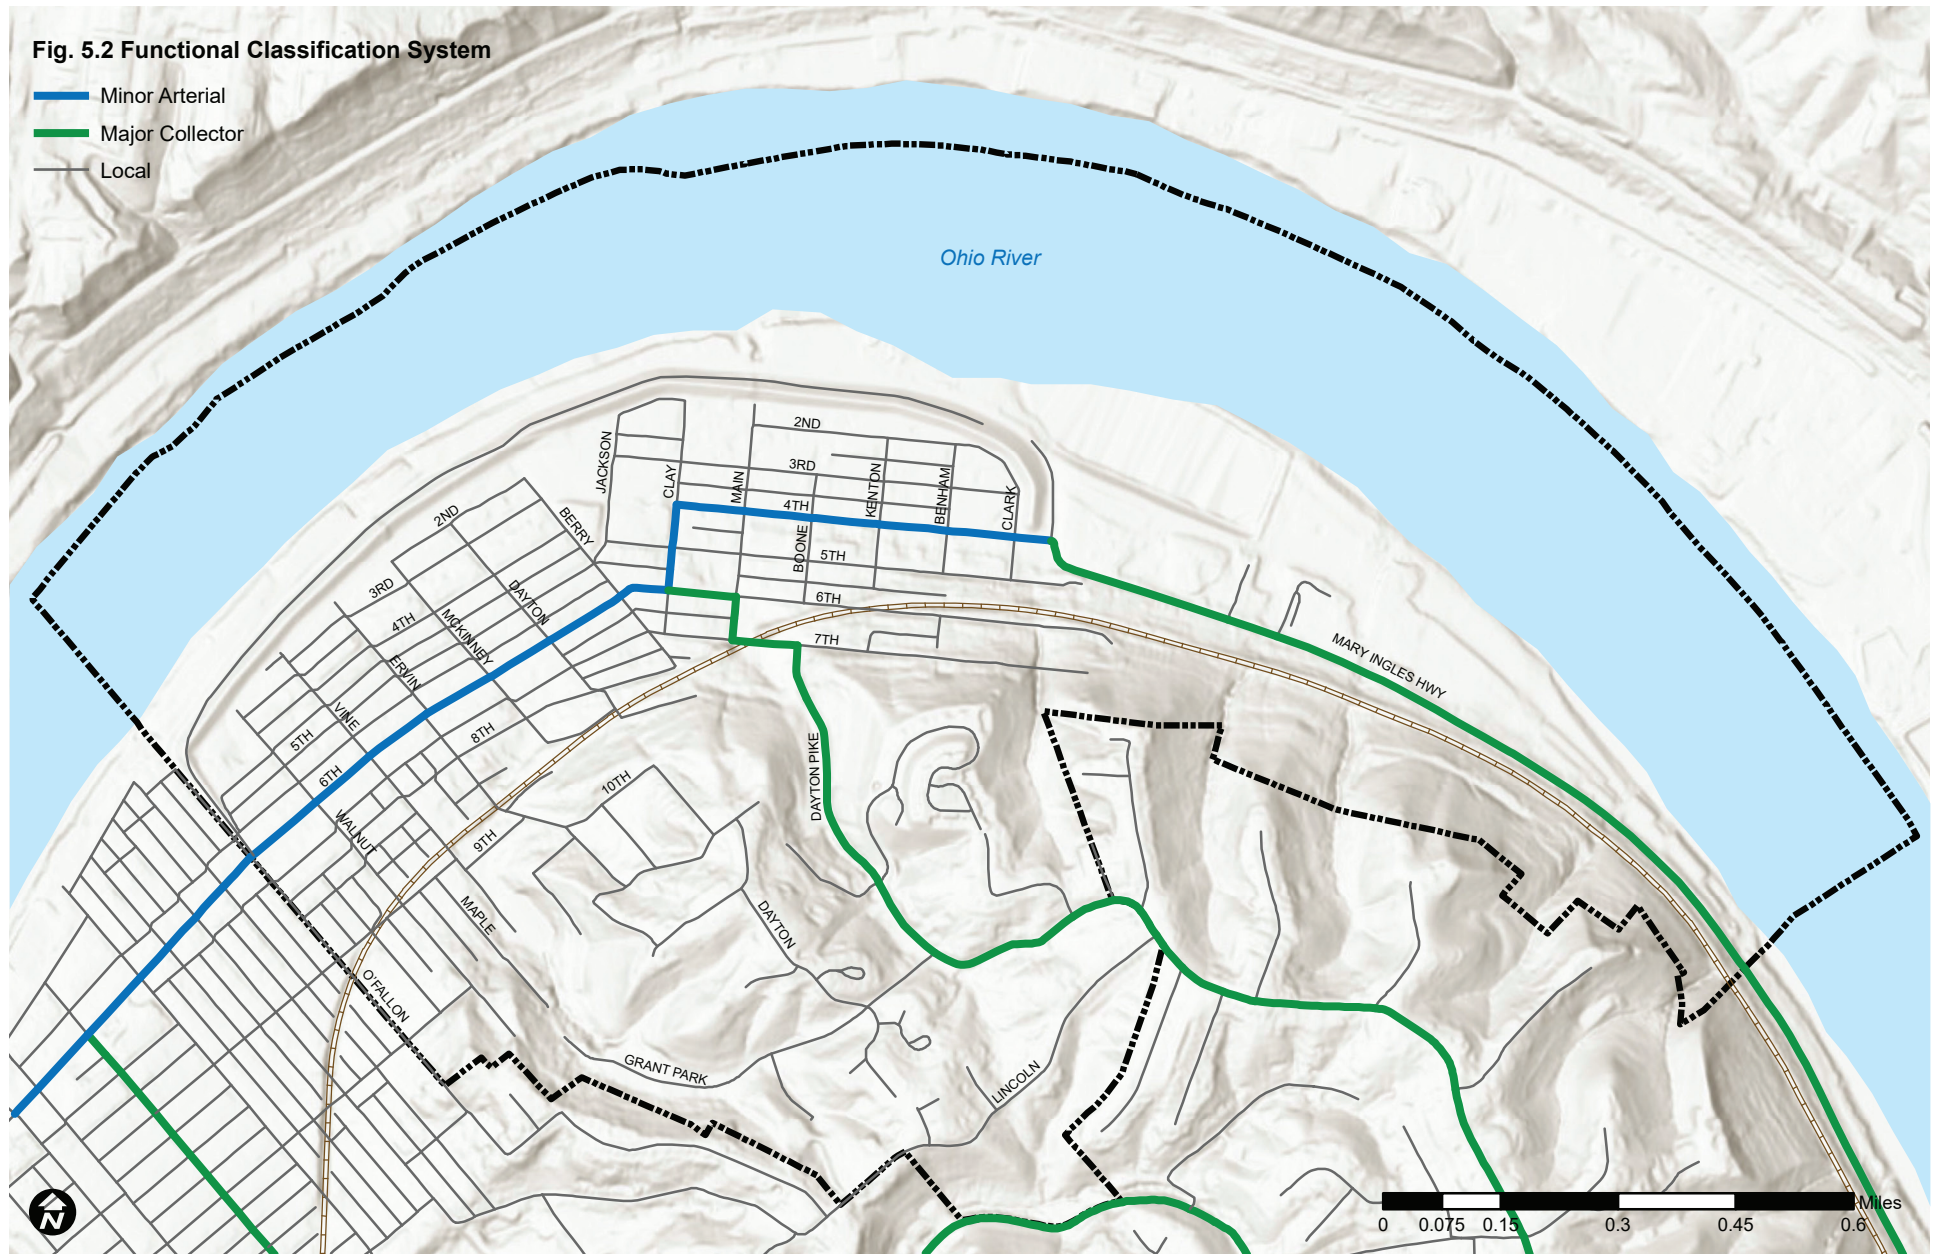 Fig. 5.2 Functional Classification System
Minor Arterial
Major Collector
Local
Ohio River
2ND
JACKSON
3RD
CLAY
MAIN
KENTON
BENHAM
CLARK
4TH
2ND
BERRY
BOONE
5TH
3RD
DAYTON
6TH
4TH
MCKINNEY
7TH
MARY INGLES HWY
ERVIN
VINE
5TH
8TH
6TH
DAYTON PIKE
10TH
WALNUT
9TH
MAPLE
DAYTON
O'FALLON
GRANT PARK
LINCOLN
N
Miles
0 0.075 0.15 0.3 0.45 0.6